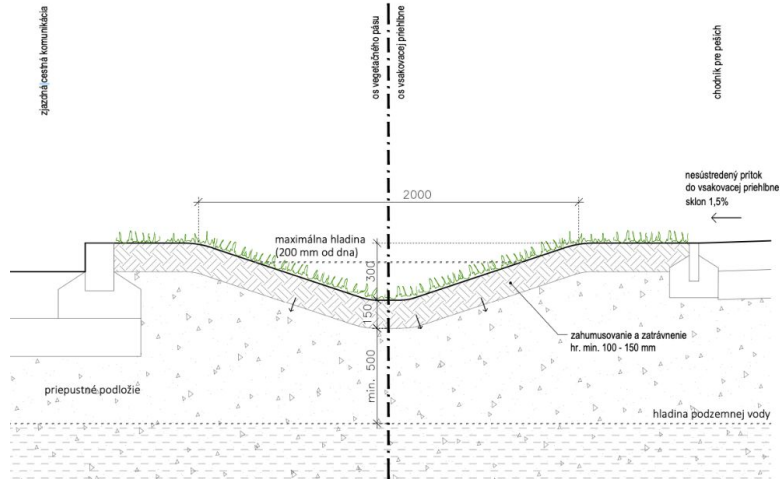 zjazdná cestná komunikácia
os vegetačného pásu
os vsakovacej priehlbne
chodník pre peších
nesústredený prítok
do vsakovacej priehlbne
sklon 1,5%
2000
maximálna hladina
(200 mm od dna)
300
150
min. 500
zahumusovanie a zatrávnenie
hr. min. 100 - 150 mm
priepustné podložie
hladina podzemnej vody